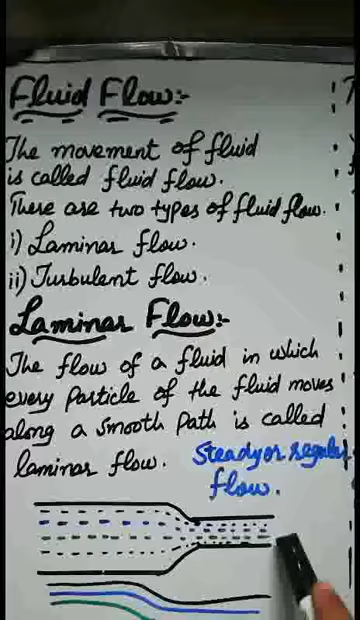 Fluid Flow:-
The movement of fluid
is called fluid flow.
There are two types of fluid flow.
i) Laminar flow.
ii) Turbulent flow.
Laminar Flow:-
The flow of a fluid in which
every Particle of the fluid moves
along a smooth Path is called
laminar flow. Steady or regular
flow.